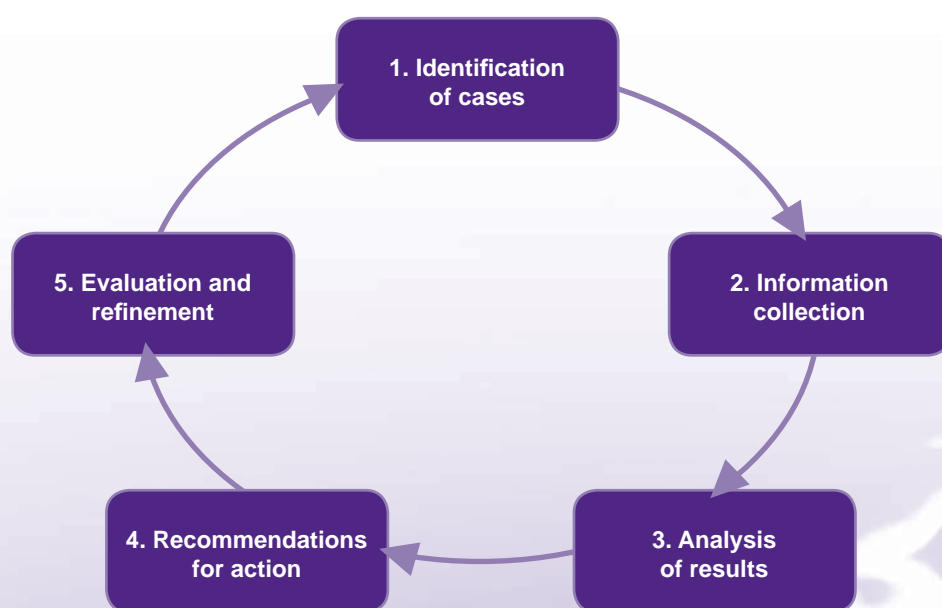 1. Identification
of cases
2. Information
collection
3. Analysis
of results
4. Recommendations
for action
5. Evaluation and
refinement